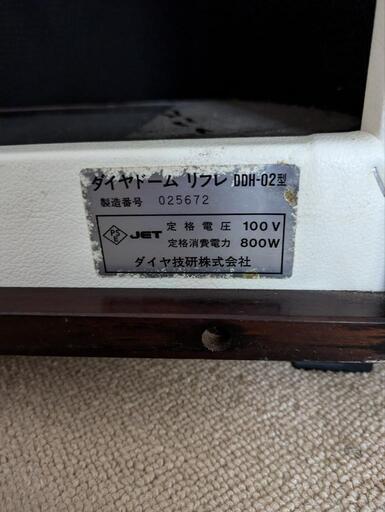 ダイヤドーム リフレ DDH-02型
製造番号 025672
PSE JET 定格電圧 100V
定格消費電力 800W
ダイヤ技研株式会社